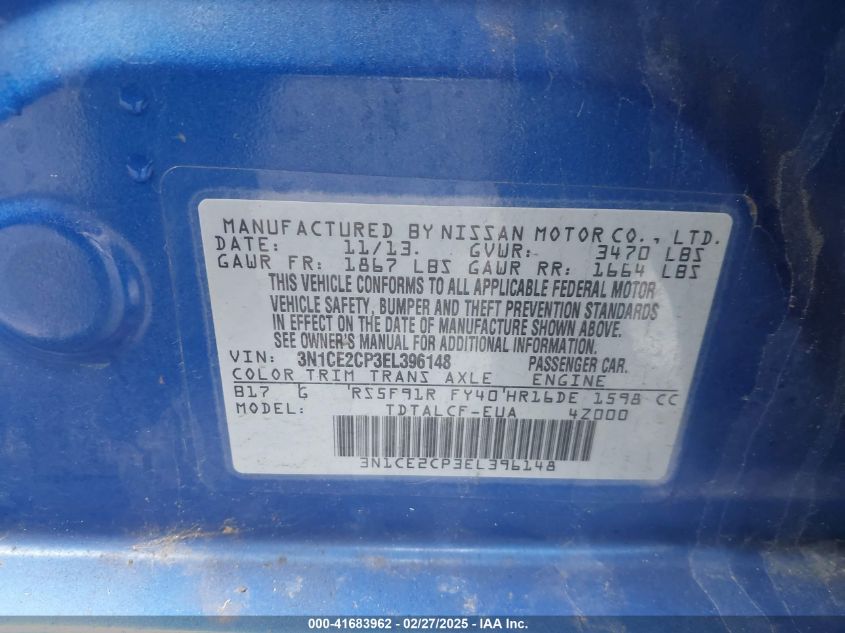 MANUFACTURED BY NISSAN MOTOR CO., LTD.
DATE: 11/13. GVWR: 3470 LBS
GAWR FR: 1867 LBS GAWR RR: 1664 LBS
THIS VEHICLE CONFORMS TO ALL APPLICABLE FEDERAL MOTOR
VEHICLE SAFETY, BUMPER AND THEFT PREVENTION STANDARDS
IN EFFECT ON THE DATE OF MANUFACTURE SHOWN ABOVE.
SEE OWNER'S MANUAL FOR ADDITIONAL INFORMATION.
VIN: 3N1CE2CP3EL396148 PASSENGER CAR.
COLOR TRIM TRANS AXLE ENGINE
B17 G 'RS5F91R FY40'HR16DE 1598 CC
MODEL: TDTALCF-EUA 4Z000
3N1CE2CP3EL396148
000-41683962 - 02/27/2025 - IAA, Inc.